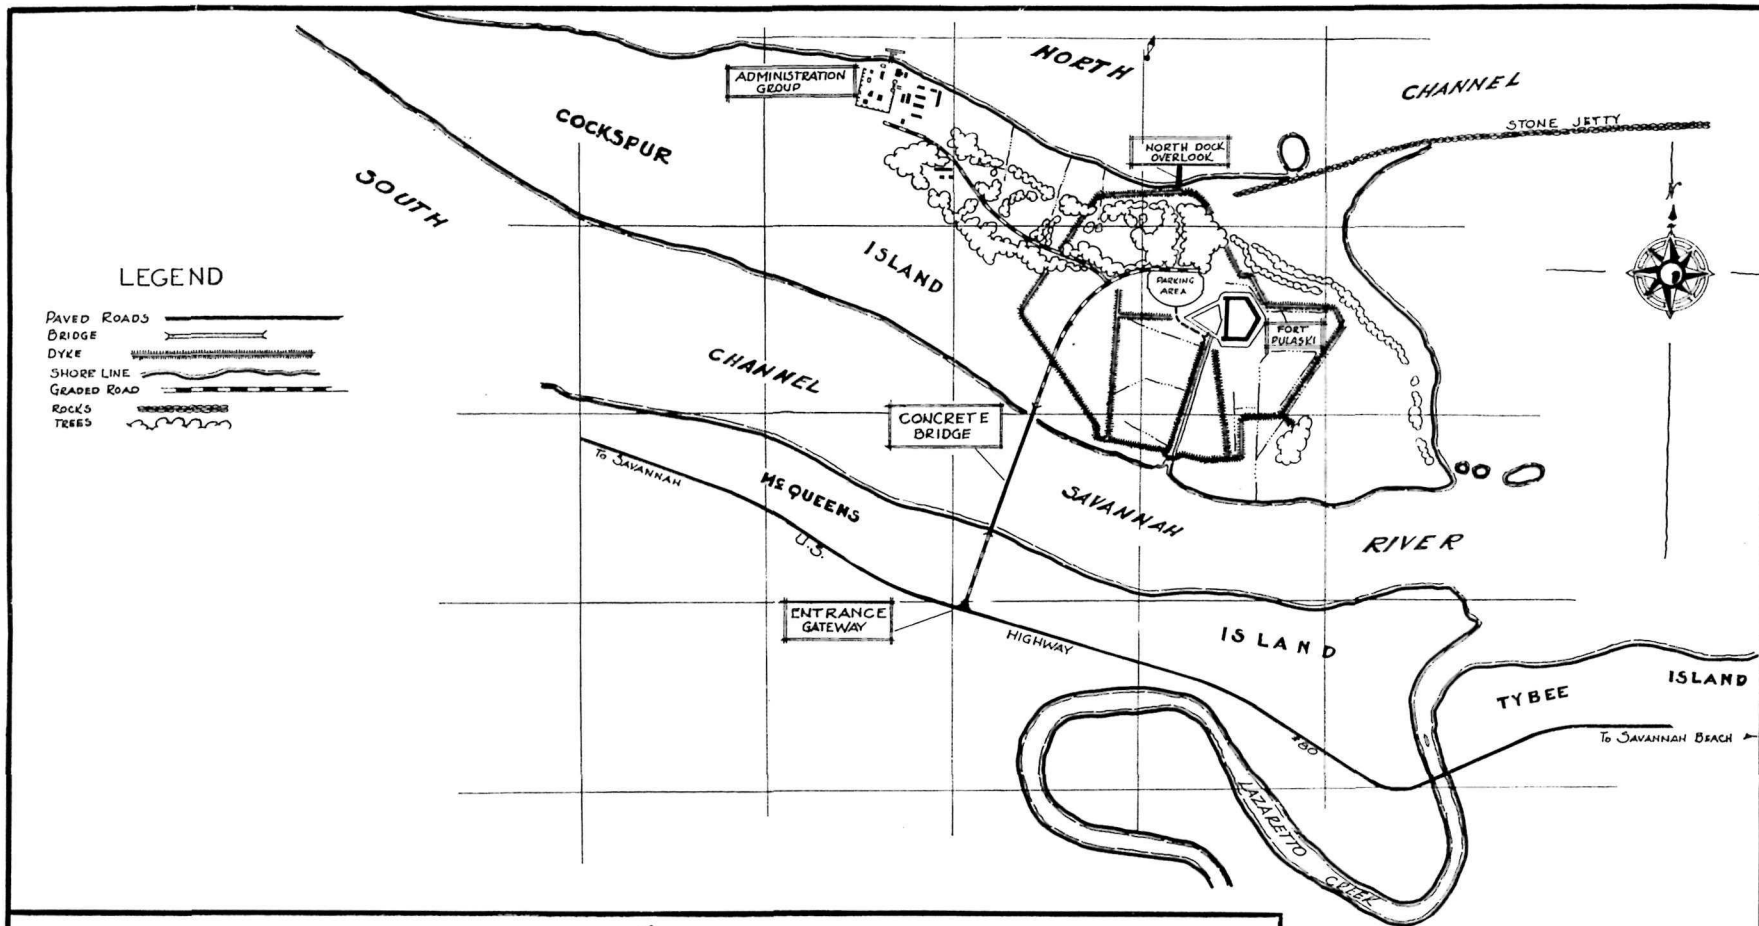 NORTH
CHANNEL
ADMINISTRATION
GROUP
COCKSPUR
STONE JETTY
NORTH DOCK
OVERLOOK
SOUTH
N
ISLAND
LEGEND
PARKING
AREA
PAVED ROADS
BRIDGE
DYKE
SHORE LINE
GRADED ROAD
ROCKS
TREES
FORT
PULASKI
CHANNEL
CONCRETE
BRIDGE
TO SAVANNAH
McQUEENS
SAVANNAH
U.S.
RIVER
ENTRANCE
GATEWAY
HIGHWAY
ISLAND
TYBEE
ISLAND
TO SAVANNAH BEACH
#80
LAZARETTO
CREEK